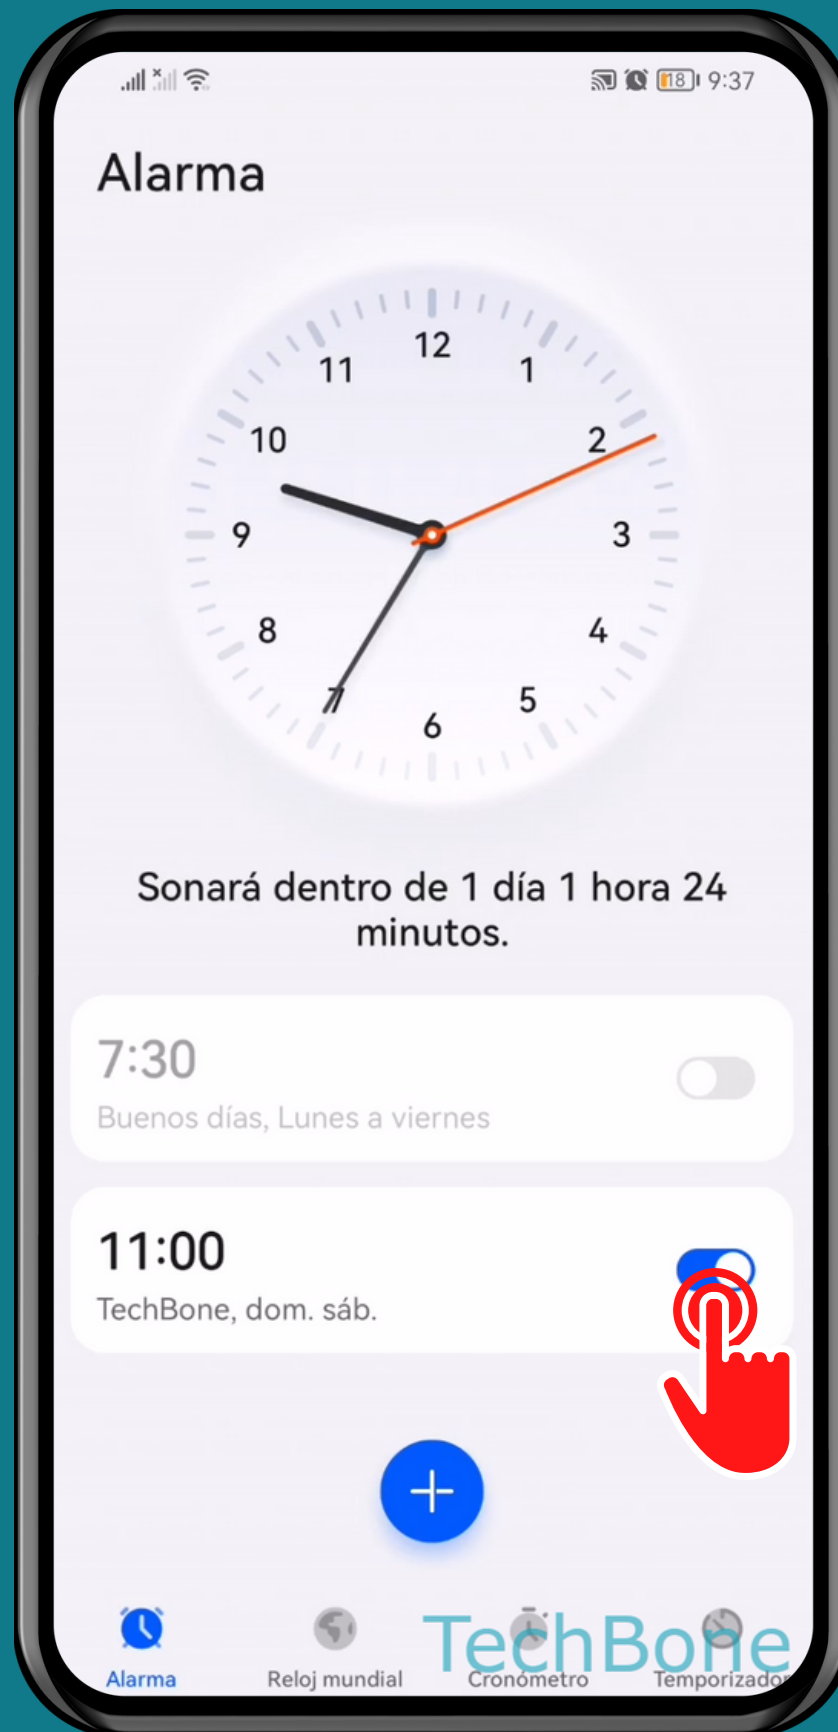 18 9:37
Alarma
12
11 1
10 2
9 3
8 4
7 5
6
Sonará dentro de 1 día 1 hora 24
minutos.
7:30
Buenos días, Lunes a viernes
11:00
TechBone, dom. sáb.
TechBone
Alarma Reloj mundial Cronómetro Temporizador